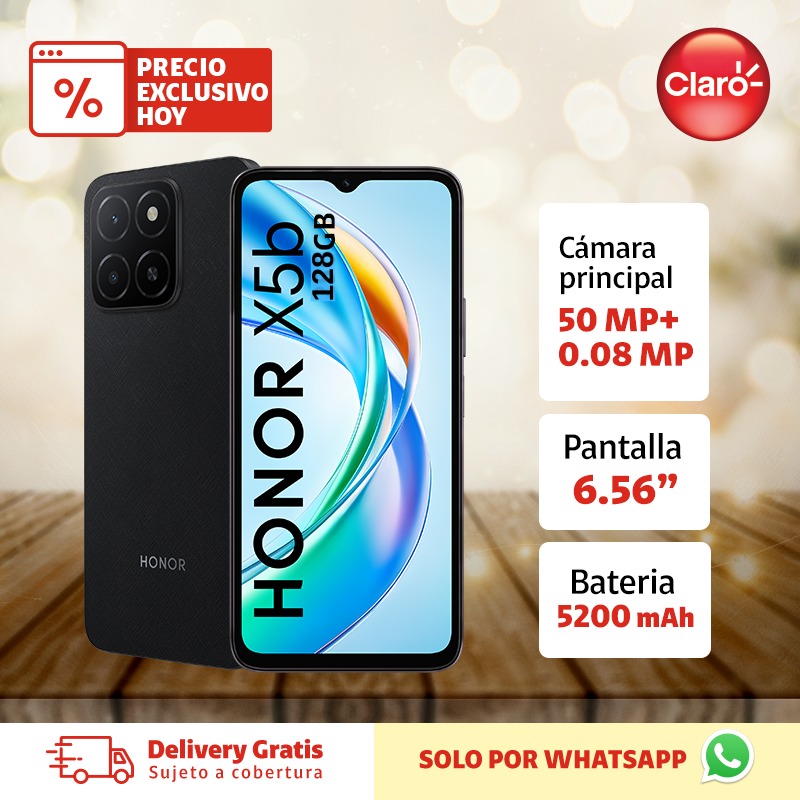 %
PRECIO
EXCLUSIVO
HOY
Claro
HONOR X5b
128GB
HONOR
Cámara
principal
50 MP+
0.08 MP
Pantalla
6.56”
Bateria
5200 mAh
Delivery Gratis
Sujeto a cobertura
SOLO POR WHATSAPP